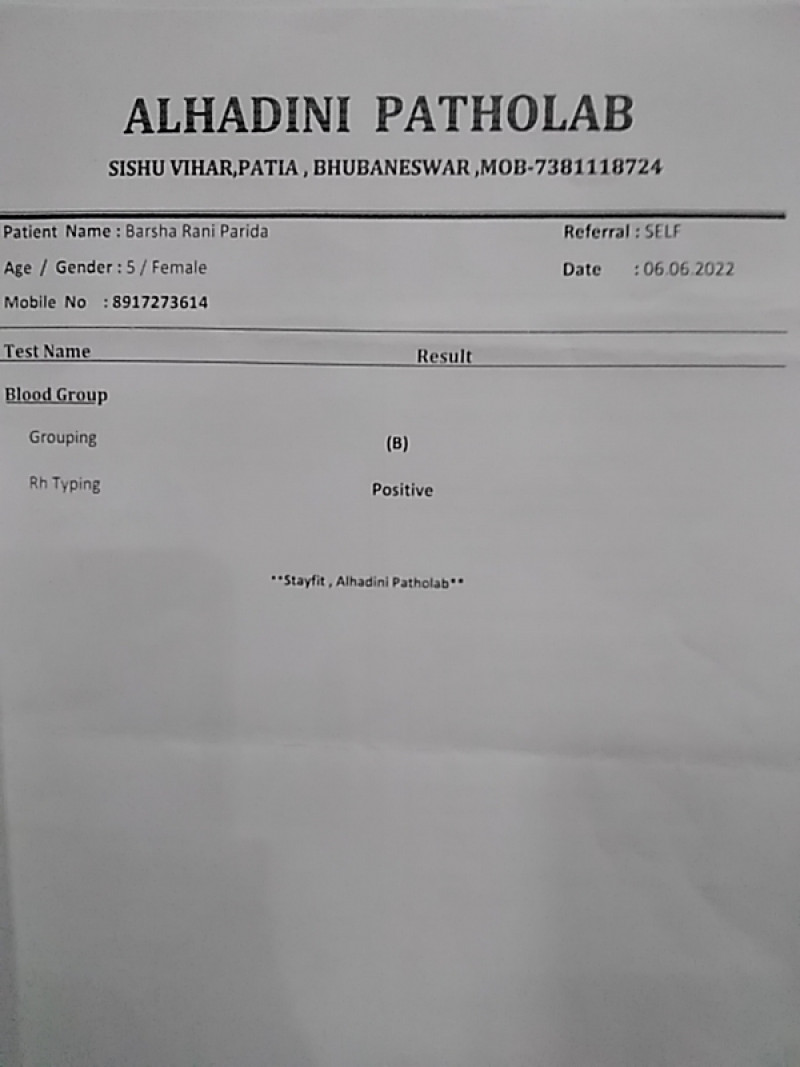 ALHADINI PATHOLAB
SISHU VIHAR,PATIA , BHUBANESWAR ,MOB-7381118724
Patient Name : Barsha Rani Parida Referral : SELF
Age / Gender : 5 / Female Date : 06.06.2022
Mobile No : 8917273614
Test Name Result
Blood Group
Grouping (B)
Rh Typing Positive
**Stayfit , Alhadini Patholab**